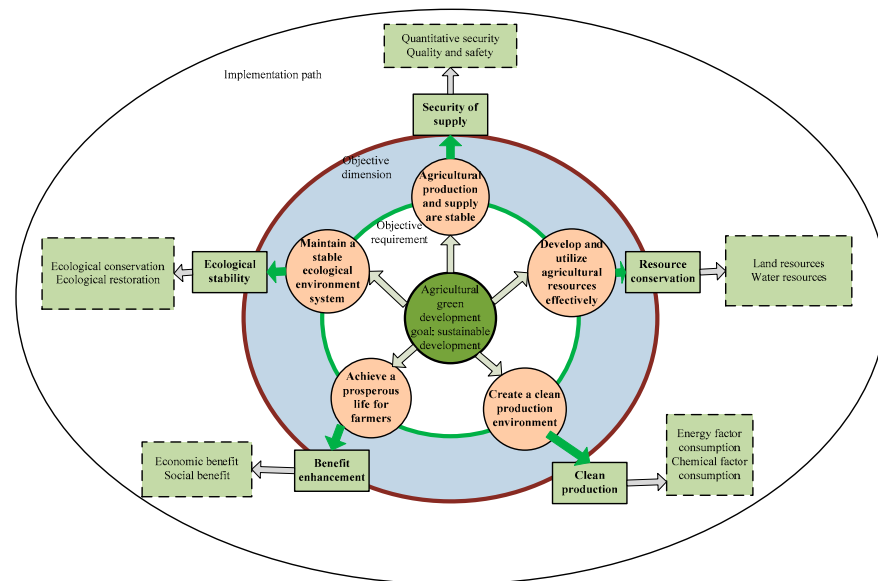 Quantitative security
Quality and safety
Implementation path
Security of
supply
Objective
dimension
Agricultural
production
and supply
are stable
Objective
requirement
Maintain a
stable
ecological
environment
system
Develop and
utilize
agricultural
resources
effectively
Ecological conservation
Ecological restoration
Ecological
stability
Resource
conservation
Land resources
Water resources
Agricultural
green
development
goal: sustainable
development
Achieve a
prosperous
life for
farmers
Create a clean
production
environment
Economic benefit
Social benefit
Benefit
enhancement
Clean
production
Energy factor
consumption
Chemical factor
consumption